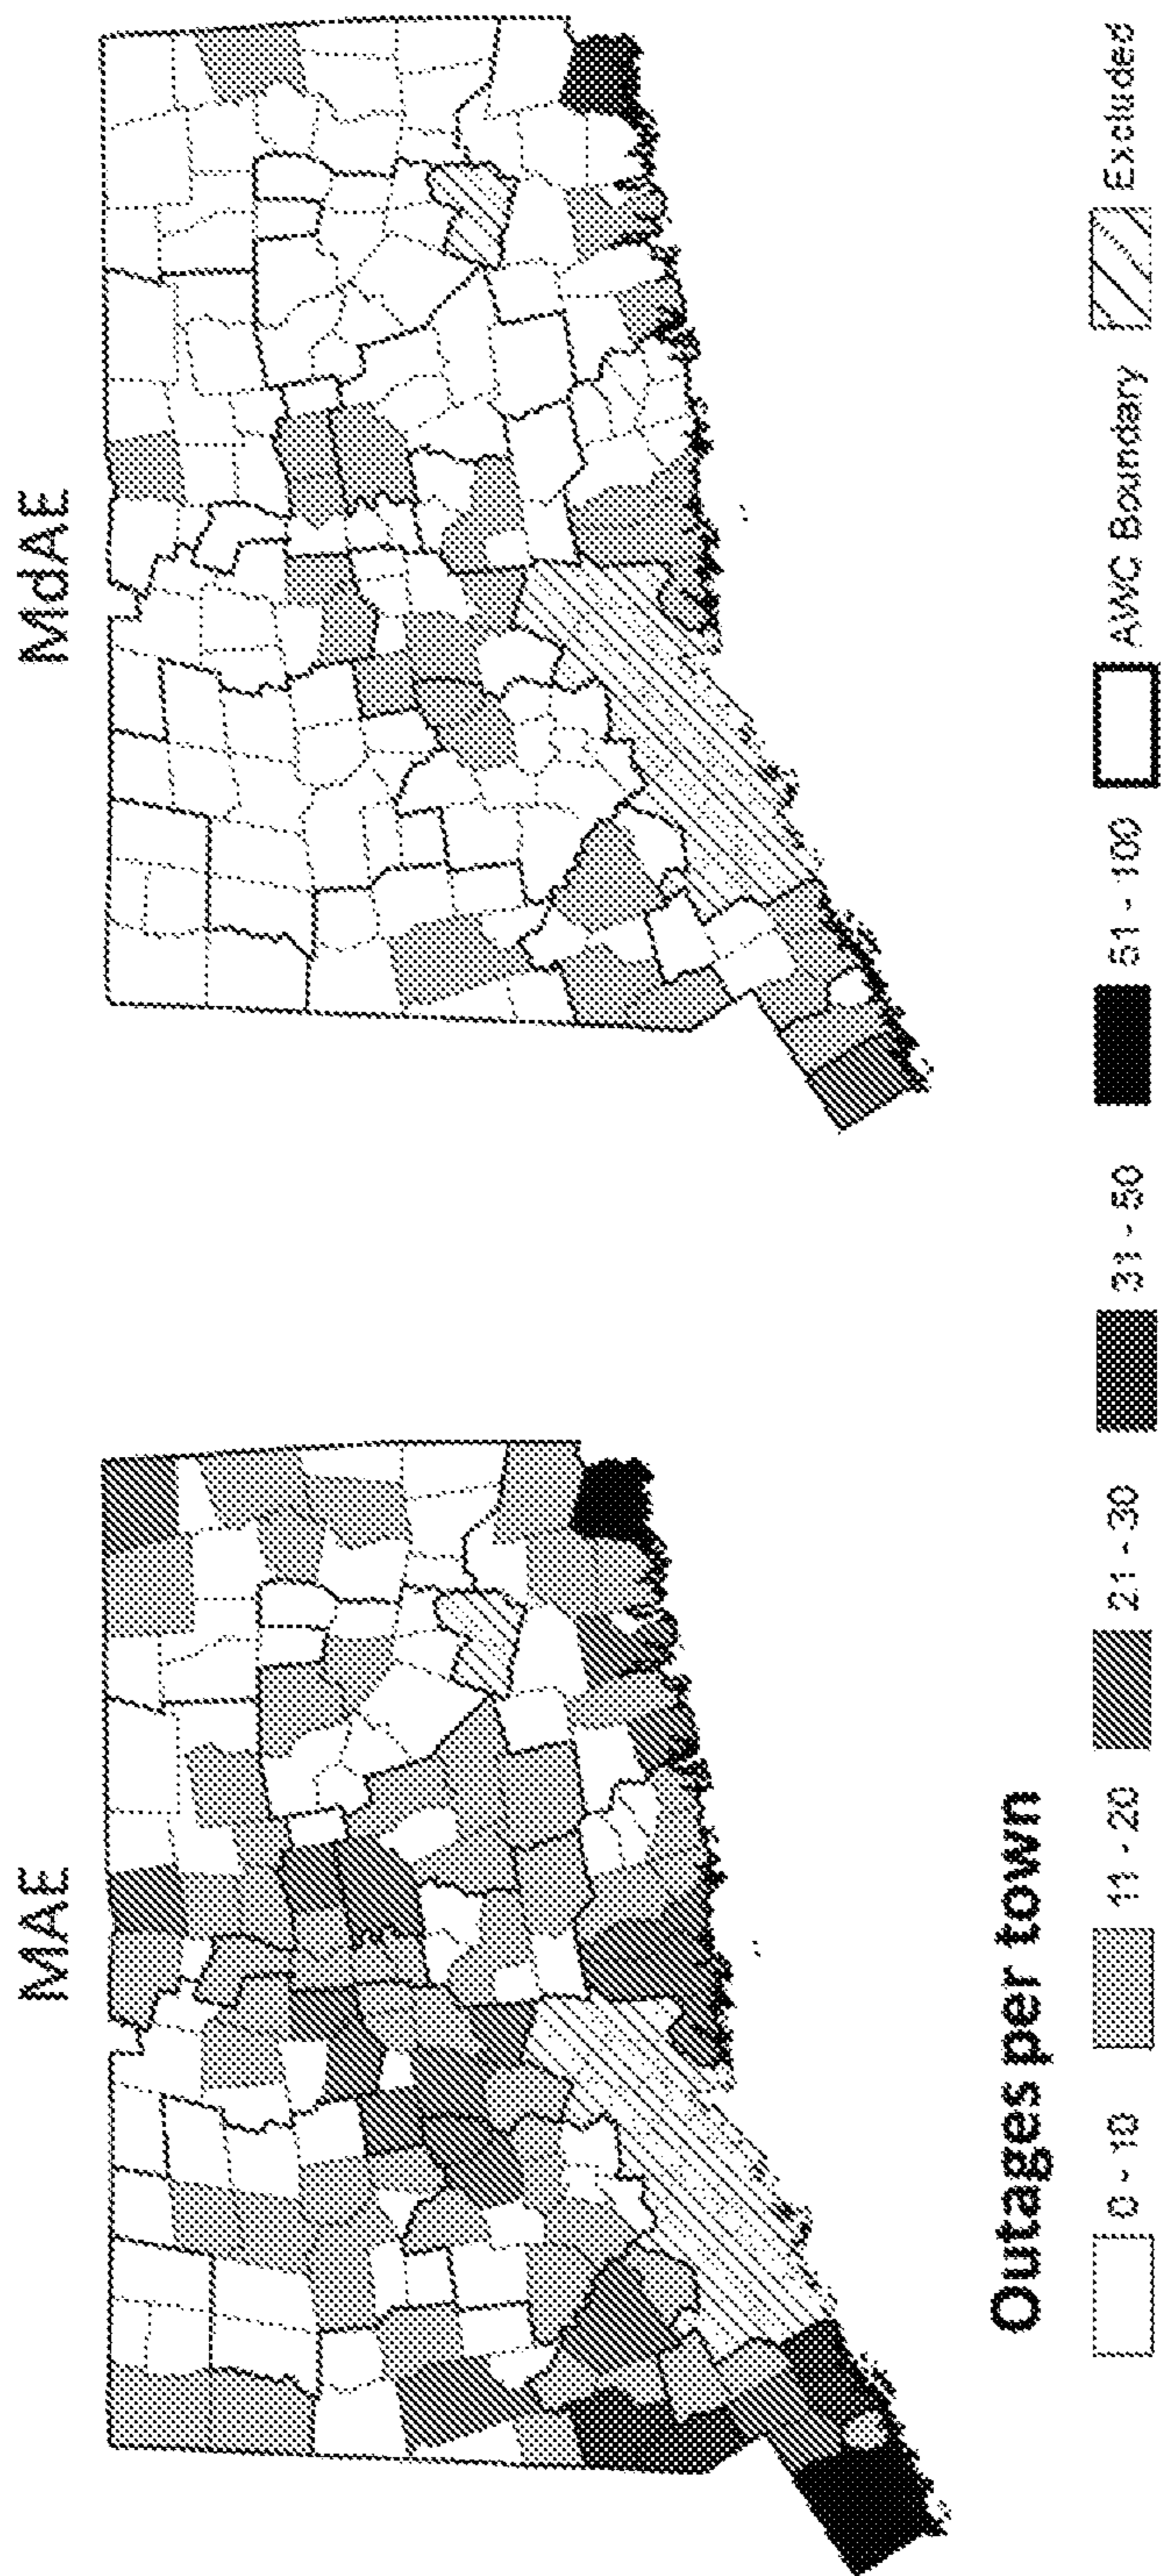 MAE
MdAE
Outages per town
0 - 10
11 - 20
21 - 30
31 - 50
51 - 100
AWC Boundary
Excluded